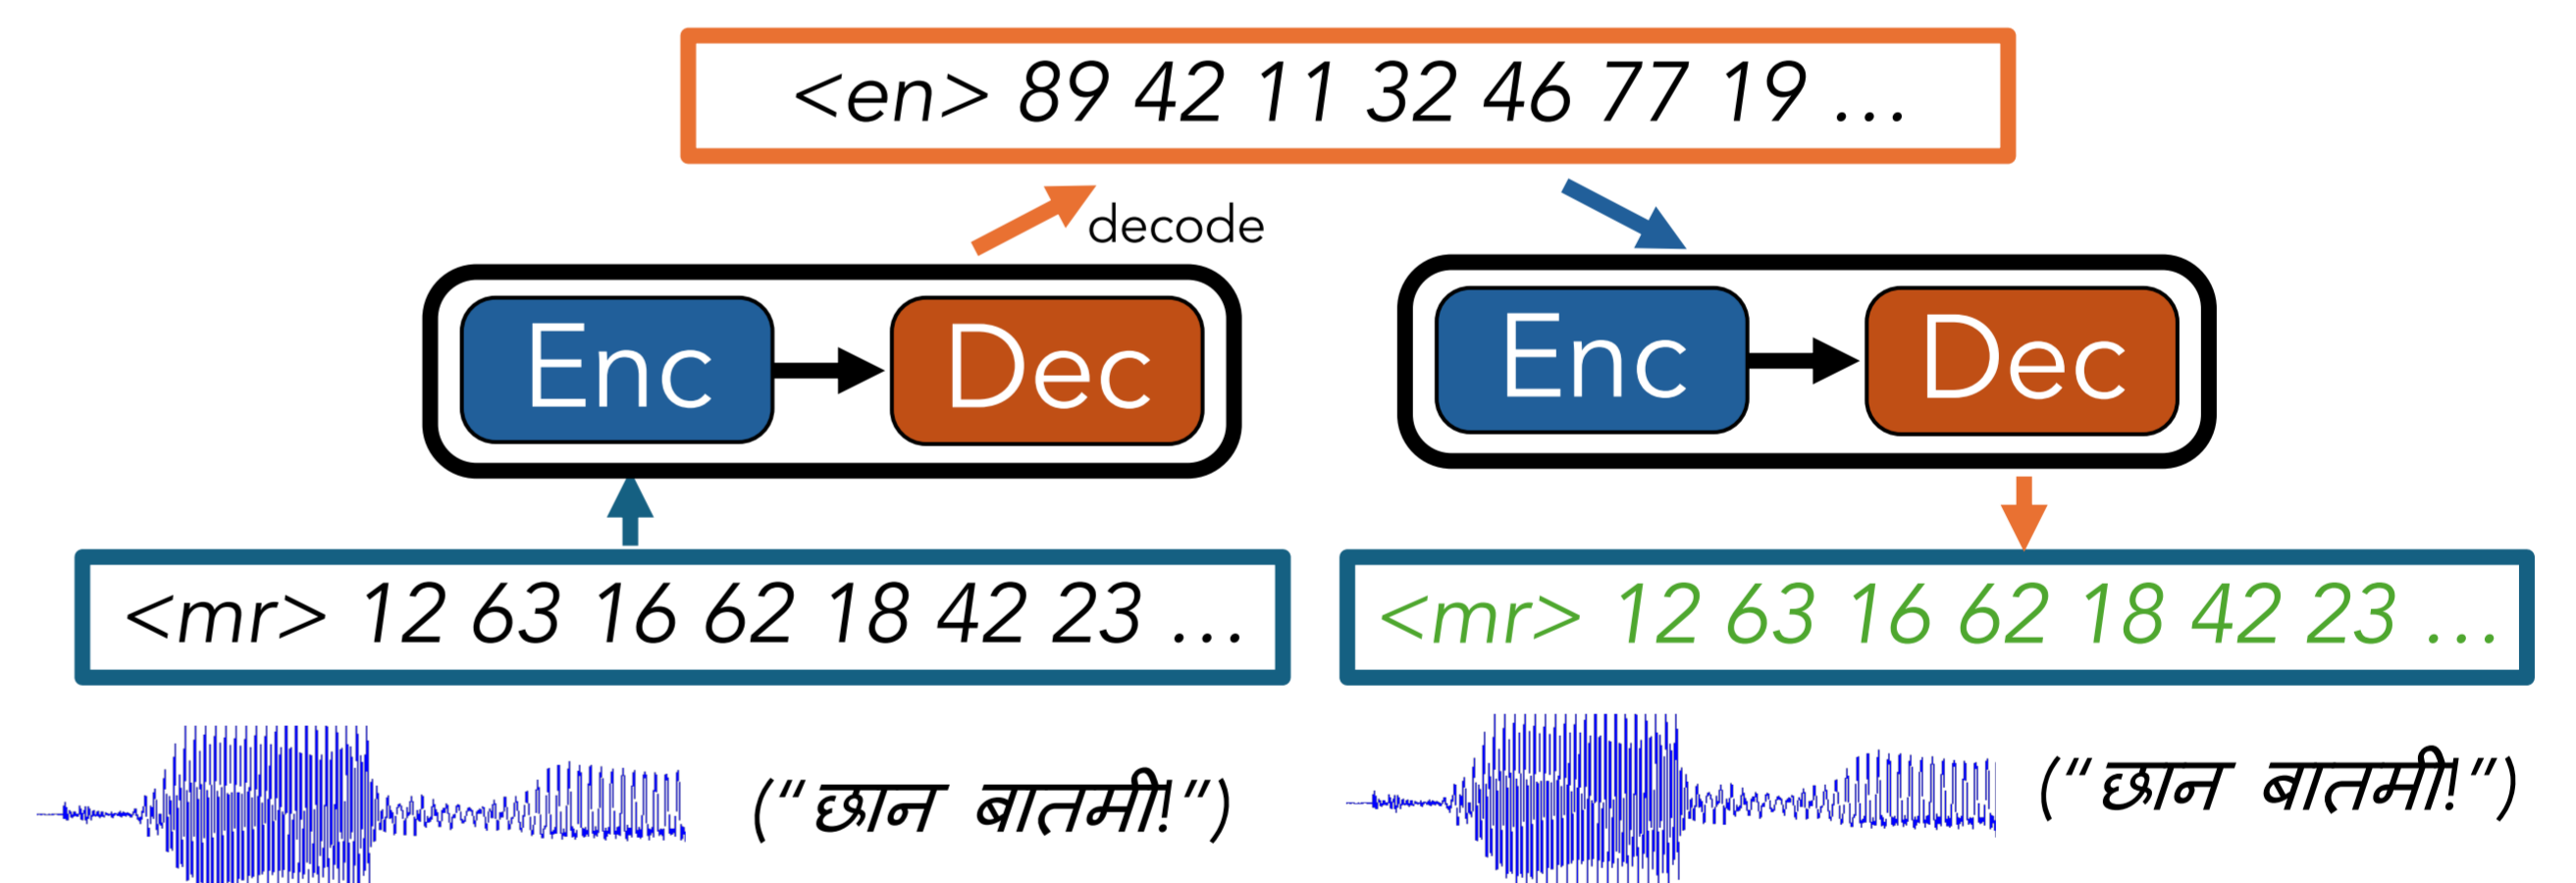 <en> 89 42 11 32 46 77 19 ...
decode
Enc Dec
Enc Dec
<mr> 12 63 16 62 18 42 23 ...
<mr> 12 63 16 62 18 42 23 ...
(“छान बातमी!”)
(“छान बातमी!”)